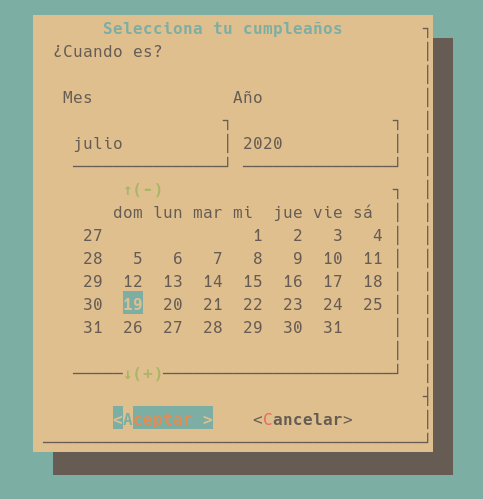 Selecciona tu cumpleaños
¿Cuando es?
Mes Año
julio 2020
↑(-)
dom lun mar mi jue vie sá
27 1 2 3 4
28 5 6 7 8 9 10 11
29 12 13 14 15 16 17 18
30 19 20 21 22 23 24 25
31 26 27 28 29 30 31
↓(+)
<Aceptar > <Cancelar>